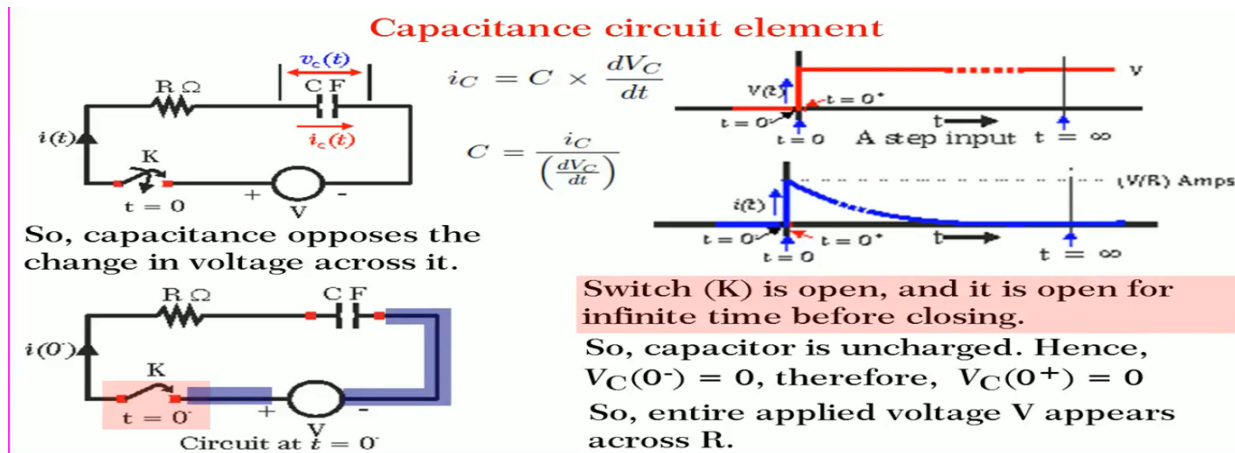 Capacitance circuit element
v_c(t)
R Ω
C F
i(t)
i_c(t)
K
+
-
t = 0
V
i_C = C × dV_C/dt
C = i_C/(dV_C/dt)
V
V(t)
t = 0⁺
t = 0⁻
t
t = 0
A step input
t = ∞
(V/R) Amps
i(t)
t = 0⁻
t = 0⁺
t
t = 0
t = ∞
So, capacitance opposes the
change in voltage across it.
R Ω
C F
i(0⁻)
K
+
-
t = 0⁻
V
Circuit at t = 0⁻
Switch (K) is open, and it is open for
infinite time before closing.
So, capacitor is uncharged. Hence,
V_C(0⁻) = 0, therefore, V_C(0⁺) = 0
So, entire applied voltage V appears
across R.